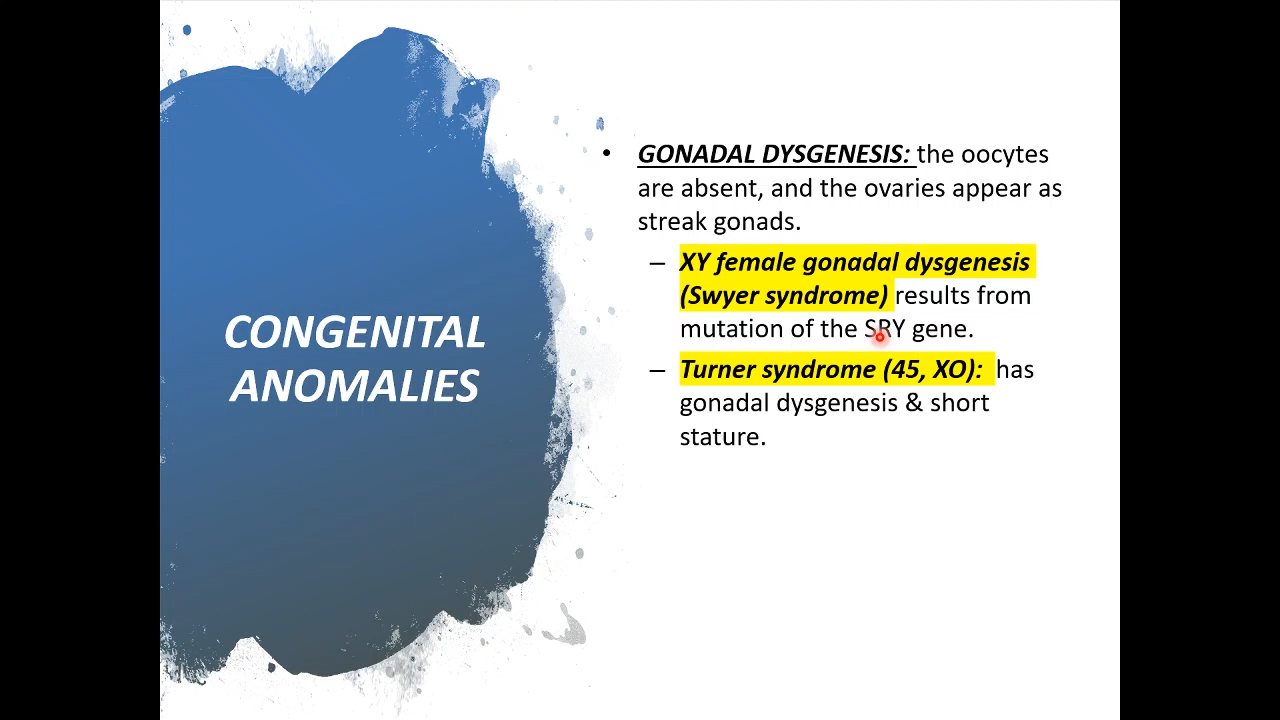 CONGENITAL
ANOMALIES
• GONADAL DYSGENESIS: the oocytes
are absent, and the ovaries appear as
streak gonads.
– XY female gonadal dysgenesis
(Swyer syndrome) results from
mutation of the SRY gene.
– Turner syndrome (45, XO): has
gonadal dysgenesis & short
stature.